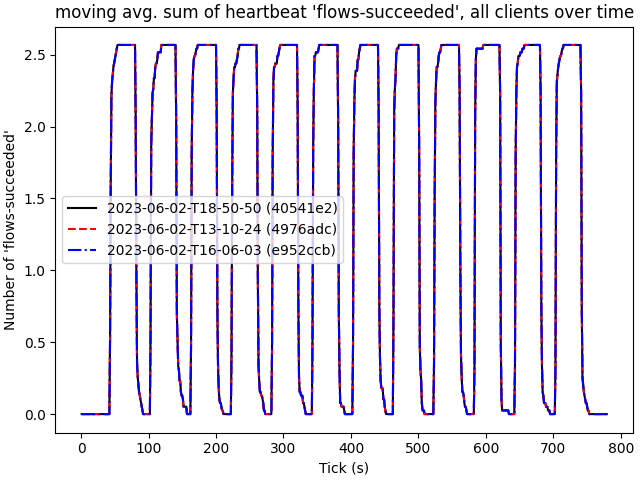 moving avg. sum of heartbeat 'flows-succeeded', all clients over time
Number of 'flows-succeeded'
2.5
2.0
1.5
1.0
0.5
0.0
2023-06-02-T18-50-50 (40541e2)
2023-06-02-T13-10-24 (4976adc)
2023-06-02-T16-06-03 (e952ccb)
0 100 200 300 400 500 600 700 800
Tick (s)